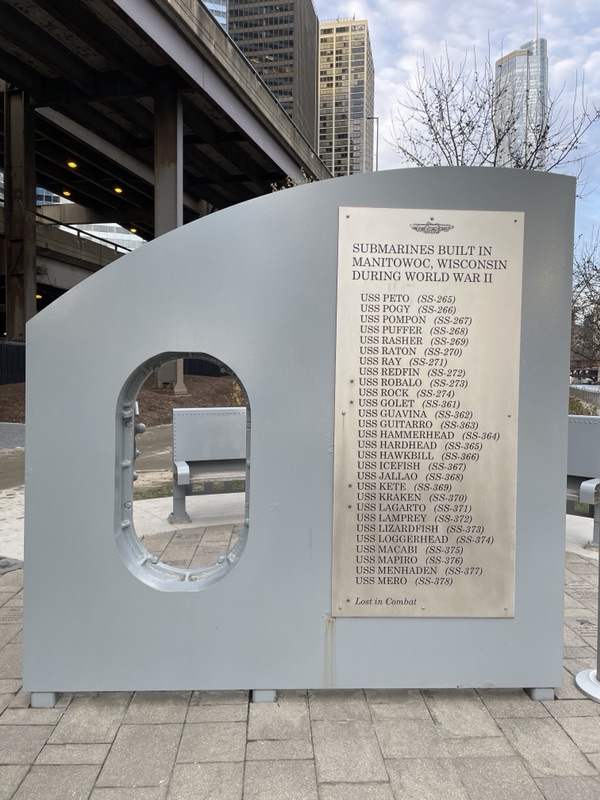 SUBMARINES BUILT IN
MANITOWOC, WISCONSIN
DURING WORLD WAR II
USS PETO (SS-265)
USS POGY (SS-266)
USS POMPON (SS-267)
USS PUFFER (SS-268)
USS RASHER (SS-269)
USS RATON (SS-270)
USS RAY (SS-271)
USS REDFIN (SS-272)
* USS ROBALO (SS-273)
USS ROCK (SS-274)
* USS GOLET (SS-361)
USS GUAVINA (SS-362)
USS GUITARRO (SS-363)
USS HAMMERHEAD (SS-364)
USS HARDHEAD (SS-365)
USS HAWKBILL (SS-366)
USS ICEFISH (SS-367)
USS JALLAO (SS-368)
* USS KETE (SS-369)
USS KRAKEN (SS-370)
* USS LAGARTO (SS-371)
USS LAMPREY (SS-372)
USS LIZARDFISH (SS-373)
USS LOGGERHEAD (SS-374)
USS MACABI (SS-375)
USS MAPIRO (SS-376)
USS MENHADEN (SS-377)
USS MERO (SS-378)
* Lost in Combat